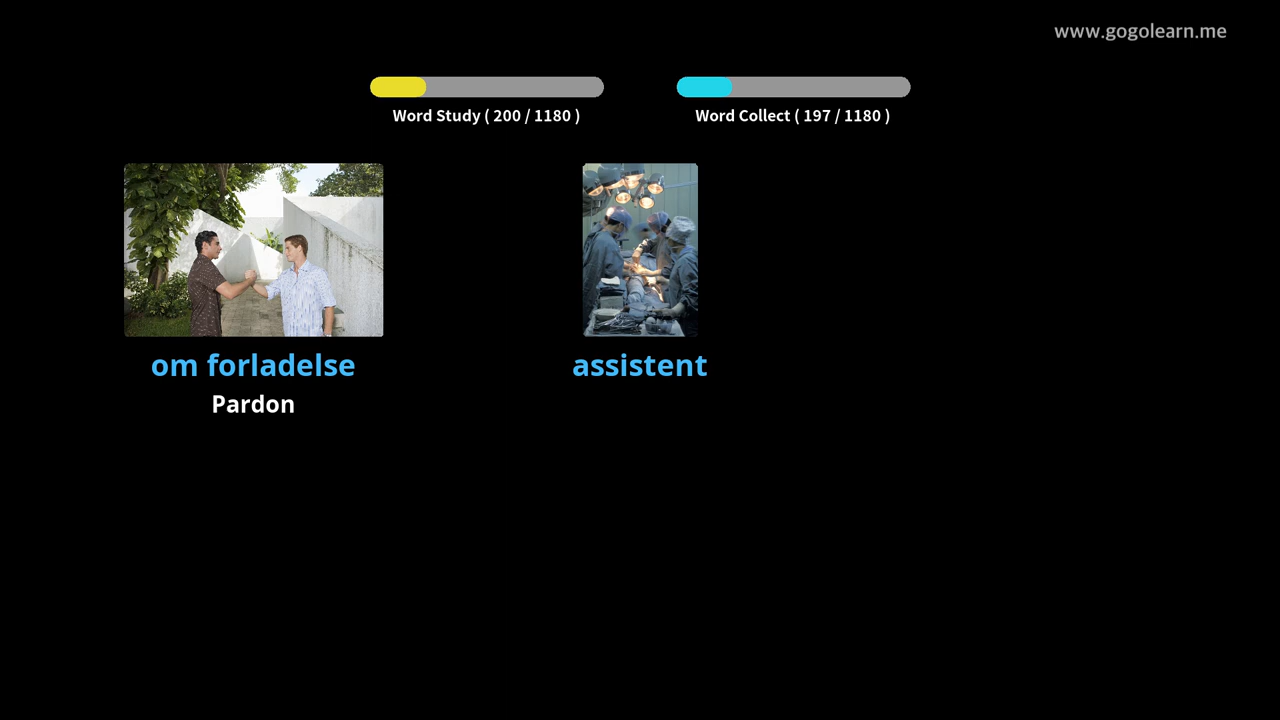 www.gogolearn.me
Word Study ( 200 / 1180 )
Word Collect ( 197 / 1180 )
om forladelse
Pardon
assistent